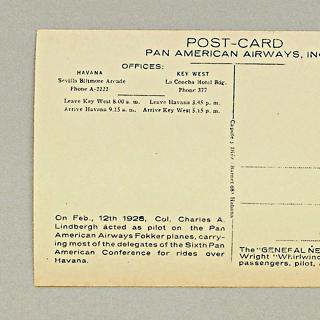 POST-CARD
PAN AMERICAN AIRWAYS, INC
OFFICES:
HAVANA
Sevilla Biltmore Arcade
Phone A-2222
KEY WEST
La Concha Hotel Bdg.
Phone 377
Leave Key West 8.00 a. m. Leave Havana 3.45 p. m.
Arrive Havana 9.15 a. m. Arrive Key West 5.15 p. m.
Habana
On Feb., 12th 1928, Col. Charles A.
Lindbergh acted as pilot on the Pan
American Airways Fokker planes, carry-
ing most of the delegates of the Sixth Pan
American Conference for rides over
Havana.
The "GENERAL NE
Wright "Whirlwin
passengers, pilot,